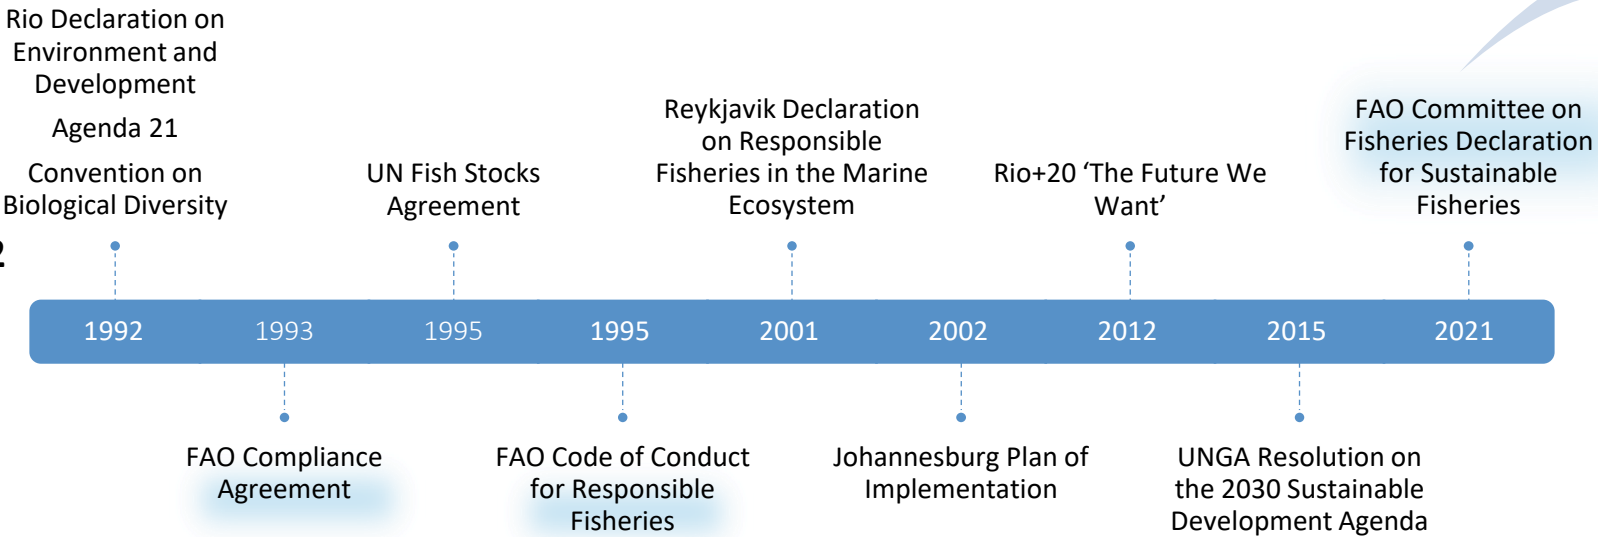 Rio Declaration on
Environment and
Development
Agenda 21
Convention on
Biological Diversity
UN Fish Stocks
Agreement
Reykjavik Declaration
on Responsible
Fisheries in the Marine
Ecosystem
Rio+20 ‘The Future We
Want’
FAO Committee on
Fisheries Declaration
for Sustainable
Fisheries
2
1992
1993
1995
1995
2001
2002
2012
2015
2021
FAO Compliance
Agreement
FAO Code of Conduct
for Responsible
Fisheries
Johannesburg Plan of
Implementation
UNGA Resolution on
the 2030 Sustainable
Development Agenda